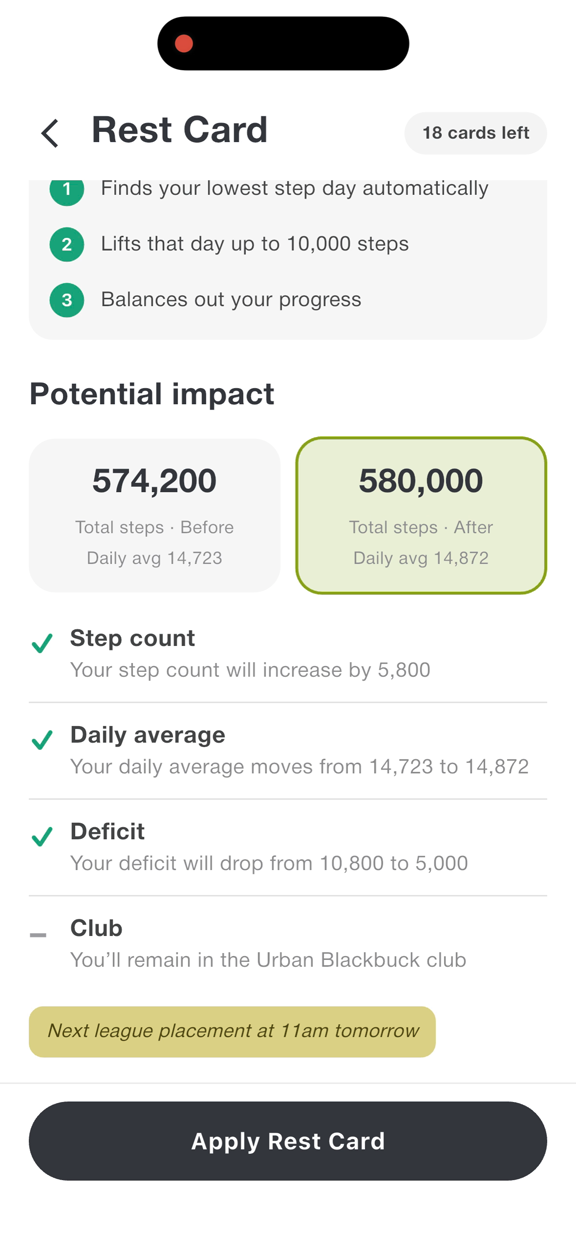 Rest Card
18 cards left
1 Finds your lowest step day automatically
2 Lifts that day up to 10,000 steps
3 Balances out your progress
Potential impact
574,200
Total steps · Before
Daily avg 14,723
580,000
Total steps · After
Daily avg 14,872
Step count
Your step count will increase by 5,800
Daily average
Your daily average moves from 14,723 to 14,872
Deficit
Your deficit will drop from 10,800 to 5,000
Club
You’ll remain in the Urban Blackbuck club
Next league placement at 11am tomorrow
Apply Rest Card